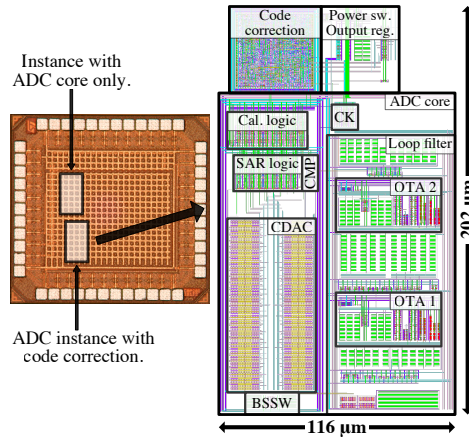 Instance with
ADC core only.
ADC instance with
code correction.
Code
correction
Power sw.
Output reg.
ADC core
Cal. logic
CK
Loop filter
SAR logic
CMP
OTA 2
CDAC
OTA 1
BSSW
202 µm
116 µm